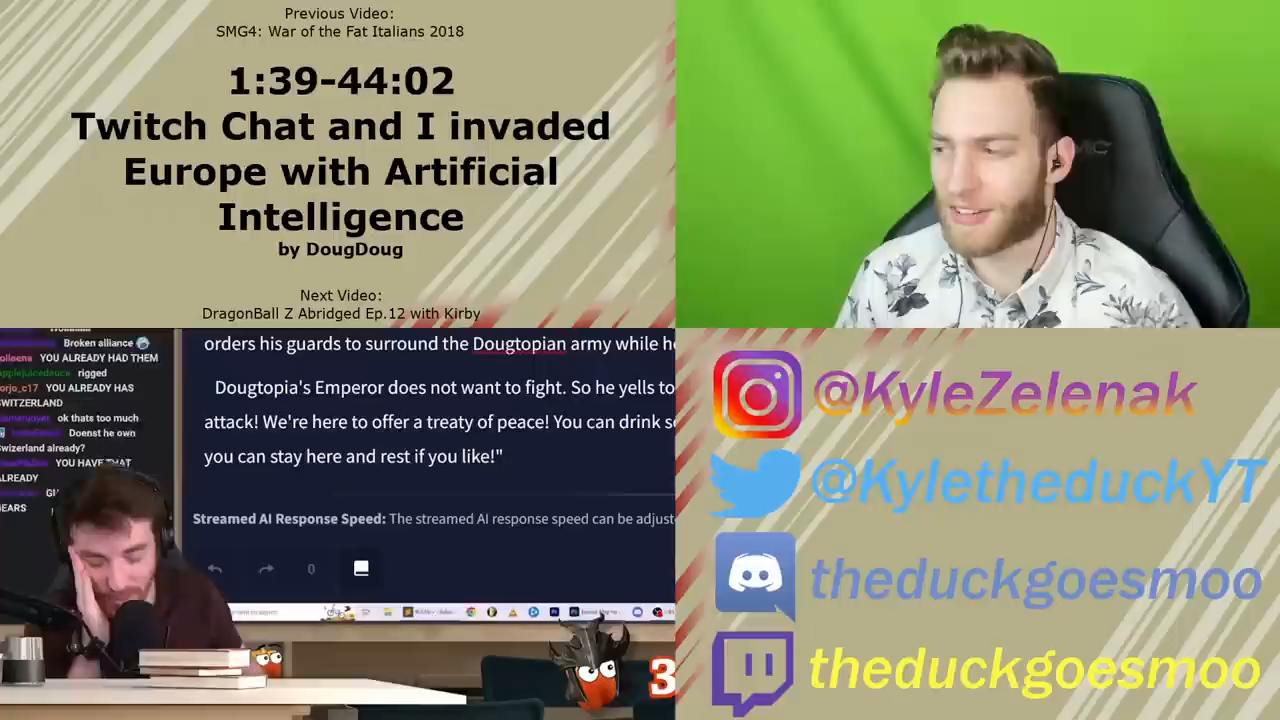 Previous Video:
SMG4: War of the Fat Italians 2018
1:39-44:02
Twitch Chat and I invaded
Europe with Artificial
Intelligence
by DougDoug
Next Video:
DragonBall Z Abridged Ep.12 with Kirby
Broken alliance
YOU ALREADY HAD THEM
rigged
YOU ALREADY HAS
SWITZERLAND
ok thats too much
Doenst he own
Swizerland already?
YOU HAVE THAT
ALREADY
orders his guards to surround the Dougtopian army while
Dougtopia's Emperor does not want to fight. So he yells to
attack! We're here to offer a treaty of peace! You can drink
you can stay here and rest if you like!"
Streamed AI Response Speed: The streamed AI response speed can be adjust
0
3
@KyleZelenak
@KyletheduckYT
theduckgoesmoo
theduckgoesmoo